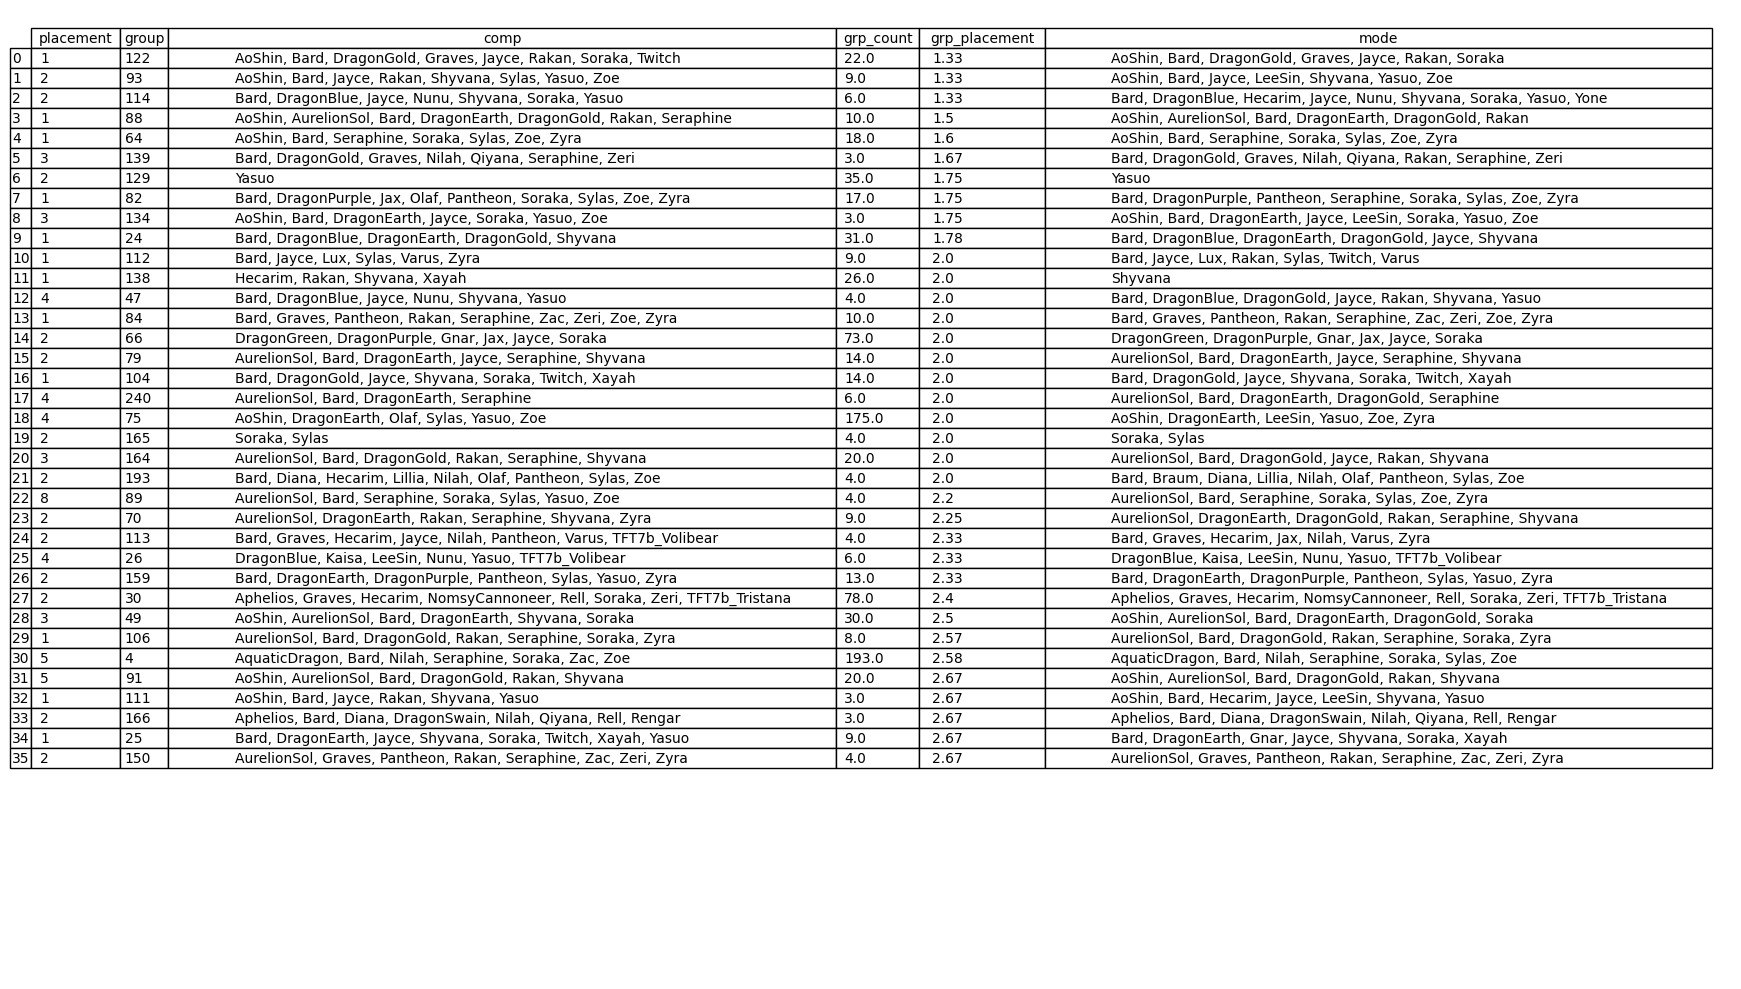 placement group comp grp_count grp_placement mode
0 1 122 AoShin, Bard, DragonGold, Graves, Jayce, Rakan, Soraka, Twitch 22.0 1.33 AoShin, Bard, DragonGold, Graves, Jayce, Rakan, Soraka
1 2 93 AoShin, Bard, Jayce, Rakan, Shyvana, Sylas, Yasuo, Zoe 9.0 1.33 AoShin, Bard, Jayce, LeeSin, Shyvana, Yasuo, Zoe
2 2 114 Bard, DragonBlue, Jayce, Nunu, Shyvana, Soraka, Yasuo 6.0 1.33 Bard, DragonBlue, Hecarim, Jayce, Nunu, Shyvana, Soraka, Yasuo, Yone
3 1 88 AoShin, AurelionSol, Bard, DragonEarth, DragonGold, Rakan, Seraphine 10.0 1.5 AoShin, AurelionSol, Bard, DragonEarth, DragonGold, Rakan
4 1 64 AoShin, Bard, Seraphine, Soraka, Sylas, Zoe, Zyra 18.0 1.6 AoShin, Bard, Seraphine, Soraka, Sylas, Zoe, Zyra
5 3 139 Bard, DragonGold, Graves, Nilah, Qiyana, Seraphine, Zeri 3.0 1.67 Bard, DragonGold, Graves, Nilah, Qiyana, Rakan, Seraphine, Zeri
6 2 129 Yasuo 35.0 1.75 Yasuo
7 1 82 Bard, DragonPurple, Jax, Olaf, Pantheon, Soraka, Sylas, Zoe, Zyra 17.0 1.75 Bard, DragonPurple, Pantheon, Seraphine, Soraka, Sylas, Zoe, Zyra
8 3 134 AoShin, Bard, DragonEarth, Jayce, Soraka, Yasuo, Zoe 3.0 1.75 AoShin, Bard, DragonEarth, Jayce, LeeSin, Soraka, Yasuo, Zoe
9 1 24 Bard, DragonBlue, DragonEarth, DragonGold, Shyvana 31.0 1.78 Bard, DragonBlue, DragonEarth, DragonGold, Jayce, Shyvana
10 1 112 Bard, Jayce, Lux, Sylas, Varus, Zyra 9.0 2.0 Bard, Jayce, Lux, Rakan, Sylas, Twitch, Varus
11 1 138 Hecarim, Rakan, Shyvana, Xayah 26.0 2.0 Shyvana
12 4 47 Bard, DragonBlue, Jayce, Nunu, Shyvana, Yasuo 4.0 2.0 Bard, DragonBlue, DragonGold, Jayce, Rakan, Shyvana, Yasuo
13 1 84 Bard, Graves, Pantheon, Rakan, Seraphine, Zac, Zeri, Zoe, Zyra 10.0 2.0 Bard, Graves, Pantheon, Rakan, Seraphine, Zac, Zeri, Zoe, Zyra
14 2 66 DragonGreen, DragonPurple, Gnar, Jax, Jayce, Soraka 73.0 2.0 DragonGreen, DragonPurple, Gnar, Jax, Jayce, Soraka
15 2 79 AurelionSol, Bard, DragonEarth, Jayce, Seraphine, Shyvana 14.0 2.0 AurelionSol, Bard, DragonEarth, Jayce, Seraphine, Shyvana
16 1 104 Bard, DragonGold, Jayce, Shyvana, Soraka, Twitch, Xayah 14.0 2.0 Bard, DragonGold, Jayce, Shyvana, Soraka, Twitch, Xayah
17 4 240 AurelionSol, Bard, DragonEarth, Seraphine 6.0 2.0 AurelionSol, Bard, DragonEarth, DragonGold, Seraphine
18 4 75 AoShin, DragonEarth, Olaf, Sylas, Yasuo, Zoe 175.0 2.0 AoShin, DragonEarth, LeeSin, Yasuo, Zoe, Zyra
19 2 165 Soraka, Sylas 4.0 2.0 Soraka, Sylas
20 3 164 AurelionSol, Bard, DragonGold, Rakan, Seraphine, Shyvana 20.0 2.0 AurelionSol, Bard, DragonGold, Jayce, Rakan, Shyvana
21 2 193 Bard, Diana, Hecarim, Lillia, Nilah, Olaf, Pantheon, Sylas, Zoe 4.0 2.0 Bard, Braum, Diana, Lillia, Nilah, Olaf, Pantheon, Sylas, Zoe
22 8 89 AurelionSol, Bard, Seraphine, Soraka, Sylas, Yasuo, Zoe 4.0 2.2 AurelionSol, Bard, Seraphine, Soraka, Sylas, Zoe, Zyra
23 2 70 AurelionSol, DragonEarth, Rakan, Seraphine, Shyvana, Zyra 9.0 2.25 AurelionSol, DragonEarth, DragonGold, Rakan, Seraphine, Shyvana
24 2 113 Bard, Graves, Hecarim, Jayce, Nilah, Pantheon, Varus, TFT7b_Volibear 4.0 2.33 Bard, Graves, Hecarim, Jax, Nilah, Varus, Zyra
25 4 26 DragonBlue, Kaisa, LeeSin, Nunu, Yasuo, TFT7b_Volibear 6.0 2.33 DragonBlue, Kaisa, LeeSin, Nunu, Yasuo, TFT7b_Volibear
26 2 159 Bard, DragonEarth, DragonPurple, Pantheon, Sylas, Yasuo, Zyra 13.0 2.33 Bard, DragonEarth, DragonPurple, Pantheon, Sylas, Yasuo, Zyra
27 2 30 Aphelios, Graves, Hecarim, NomsyCannoneer, Rell, Soraka, Zeri, TFT7b_Tristana 78.0 2.4 Aphelios, Graves, Hecarim, NomsyCannoneer, Rell, Soraka, Zeri, TFT7b_Tristana
28 3 49 AoShin, AurelionSol, Bard, DragonEarth, Shyvana, Soraka 30.0 2.5 AoShin, AurelionSol, Bard, DragonEarth, DragonGold, Soraka
29 1 106 AurelionSol, Bard, DragonGold, Rakan, Seraphine, Soraka, Zyra 8.0 2.57 AurelionSol, Bard, DragonGold, Rakan, Seraphine, Soraka, Zyra
30 5 4 AquaticDragon, Bard, Nilah, Seraphine, Soraka, Zac, Zoe 193.0 2.58 AquaticDragon, Bard, Nilah, Seraphine, Soraka, Sylas, Zoe
31 5 91 AoShin, AurelionSol, Bard, DragonGold, Rakan, Shyvana 20.0 2.67 AoShin, AurelionSol, Bard, DragonGold, Rakan, Shyvana
32 1 111 AoShin, Bard, Jayce, Rakan, Shyvana, Yasuo 3.0 2.67 AoShin, Bard, Hecarim, Jayce, LeeSin, Shyvana, Yasuo
33 2 166 Aphelios, Bard, Diana, DragonSwain, Nilah, Qiyana, Rell, Rengar 3.0 2.67 Aphelios, Bard, Diana, DragonSwain, Nilah, Qiyana, Rell, Rengar
34 1 25 Bard, DragonEarth, Jayce, Shyvana, Soraka, Twitch, Xayah, Yasuo 9.0 2.67 Bard, DragonEarth, Gnar, Jayce, Shyvana, Soraka, Xayah
35 2 150 AurelionSol, Graves, Pantheon, Rakan, Seraphine, Zac, Zeri, Zyra 4.0 2.67 AurelionSol, Graves, Pantheon, Rakan, Seraphine, Zac, Zeri, Zyra